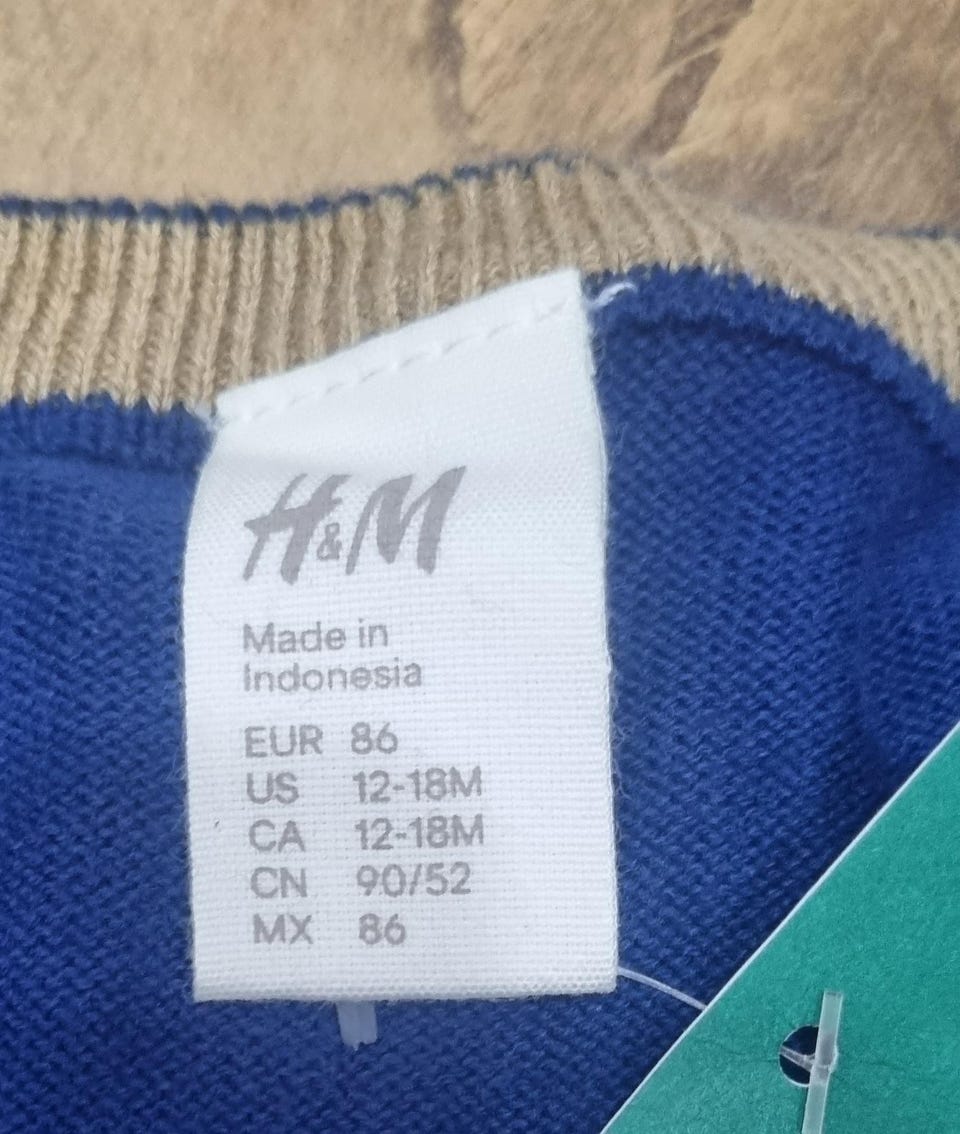 H&M
Made in
Indonesia
EUR 86
US 12-18M
CA 12-18M
CN 90/52
MX 86